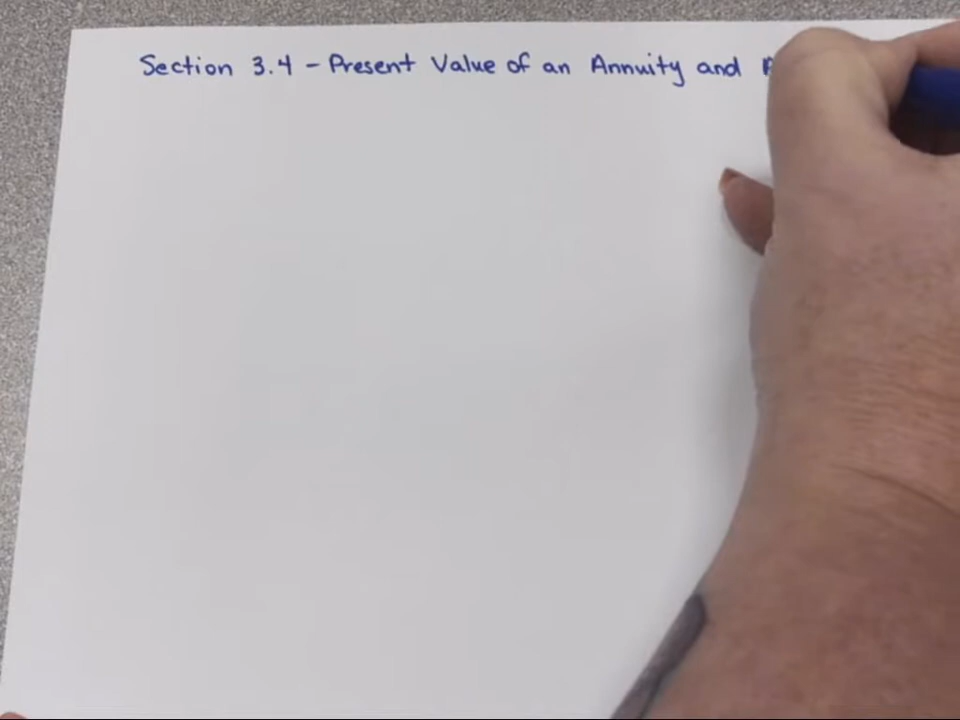 Section 3.4 - Present Value of an Annuity and